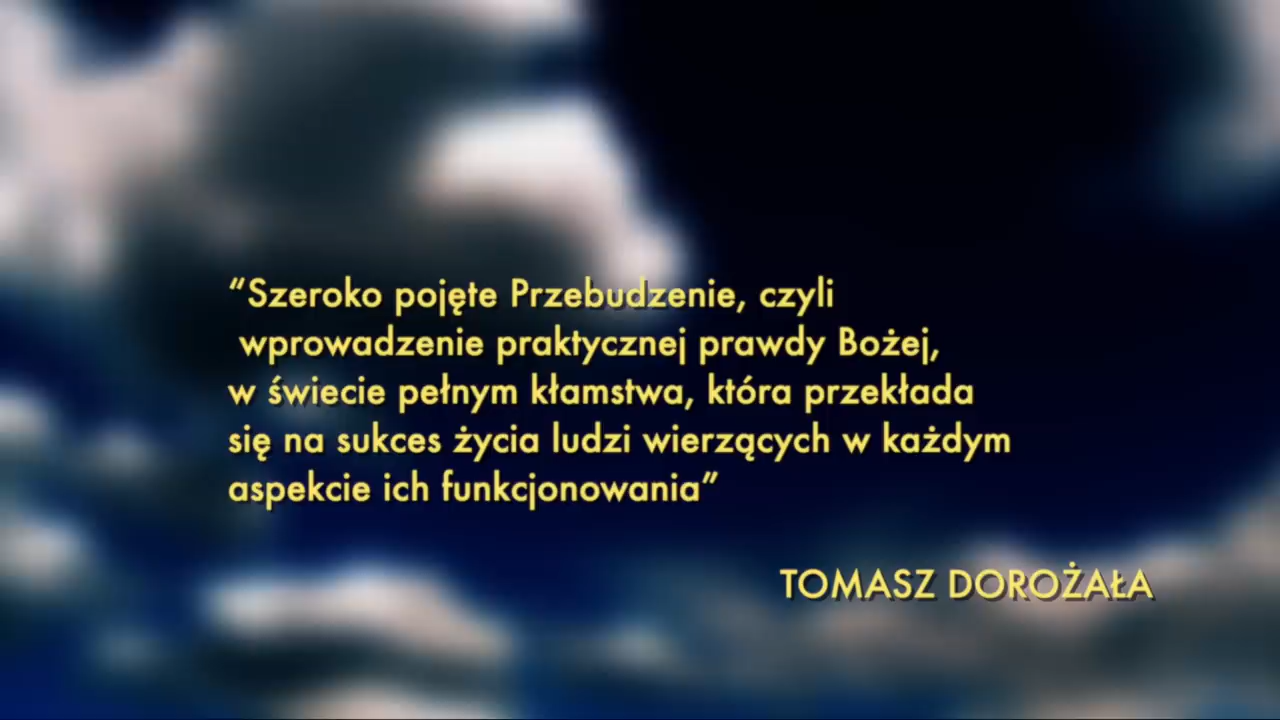 “Szeroko pojęte Przebudzenie, czyli
wprowadzenie praktycznej prawdy Bożej,
w świecie pełnym kłamstwa, która przekłada
się na sukces życia ludzi wierzących w każdym
aspekcie ich funkcjonowania”
TOMASZ DOROŻAŁA